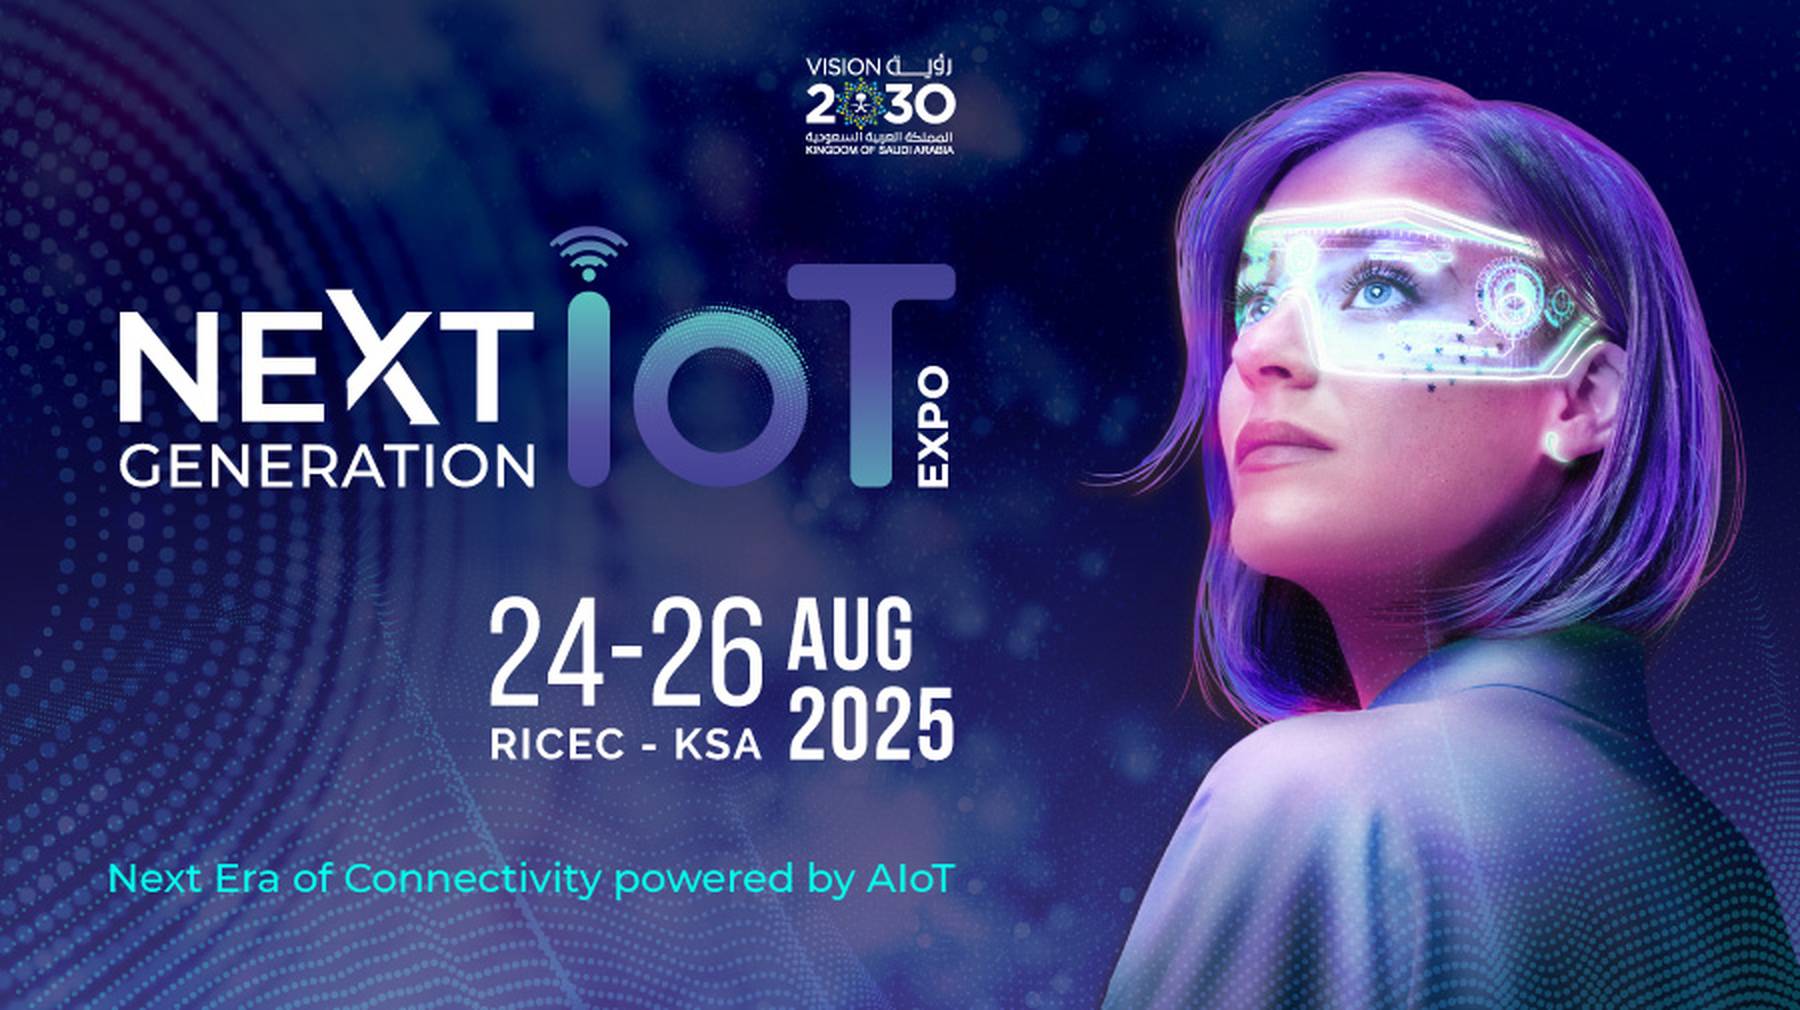 VISION رؤية
2030
المملكة العربية السعودية
KINGDOM OF SAUDI ARABIA
NEXT
GENERATION
IoT
EXPO
24-26 AUG
2025
RICEC - KSA
Next Era of Connectivity powered by AIoT